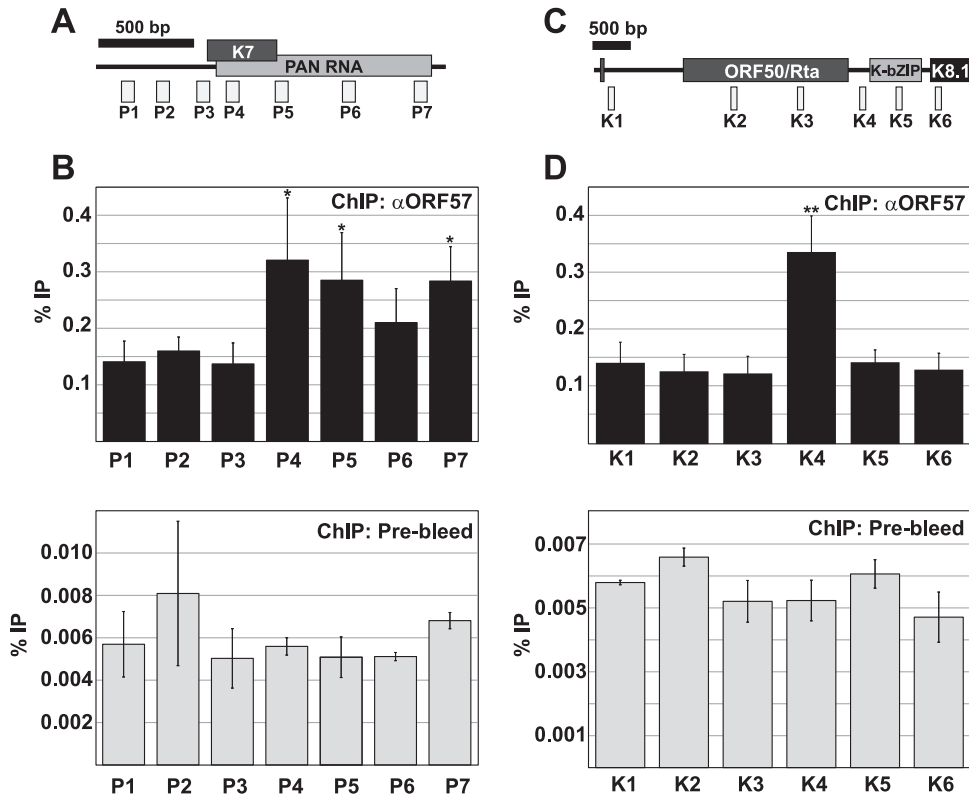 A
500 bp
K7
PAN RNA
P1 P2 P3 P4 P5 P6 P7
B
ChIP: αORF57
% IP
0.4
0.3
0.2
0.1
* * *
P1 P2 P3 P4 P5 P6 P7
ChIP: Pre-bleed
% IP
0.010
0.008
0.006
0.004
0.002
P1 P2 P3 P4 P5 P6 P7
C
500 bp
ORF50/Rta K-bZIP K8.1
K1 K2 K3 K4 K5 K6
D
ChIP: αORF57
% IP
0.4
0.3
0.2
0.1
**
K1 K2 K3 K4 K5 K6
ChIP: Pre-bleed
% IP
0.007
0.005
0.003
0.001
K1 K2 K3 K4 K5 K6